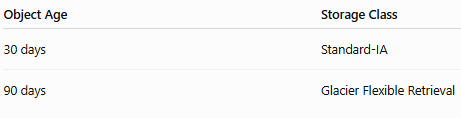 Object Age Storage Class
30 days Standard-IA
90 days Glacier Flexible Retrieval